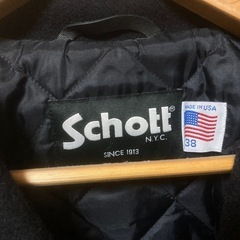 Schott®
N.Y.C.
SINCE 1913
MADE IN USA
38